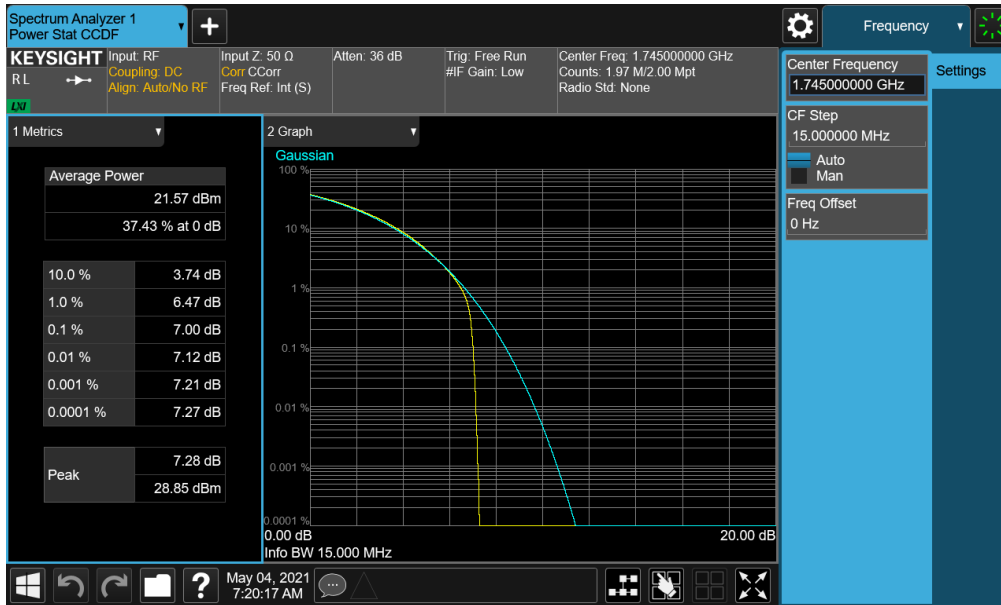 Spectrum Analyzer 1
Power Stat CCDF
+
Frequency
KEYSIGHT
R L
LXI
Input: RF
Coupling: DC
Align: Auto/No RF
Input Z: 50 Ω
Corr CCorr
Freq Ref: Int (S)
Atten: 36 dB
Trig: Free Run
#IF Gain: Low
Center Freq: 1.745000000 GHz
Counts: 1.97 M/2.00 Mpt
Radio Std: None
Center Frequency
1.745000000 GHz
Settings
CF Step
15.000000 MHz
Auto
Man
Freq Offset
0 Hz
1 Metrics
Average Power
21.57 dBm
37.43 % at 0 dB
10.0 % 3.74 dB
1.0 % 6.47 dB
0.1 % 7.00 dB
0.01 % 7.12 dB
0.001 % 7.21 dB
0.0001 % 7.27 dB
Peak
7.28 dB
28.85 dBm
2 Graph
Gaussian
100 %
10 %
1 %
0.1 %
0.01 %
0.001 %
0.0001 %
0.00 dB 20.00 dB
Info BW 15.000 MHz
?
May 04, 2021
7:20:17 AM